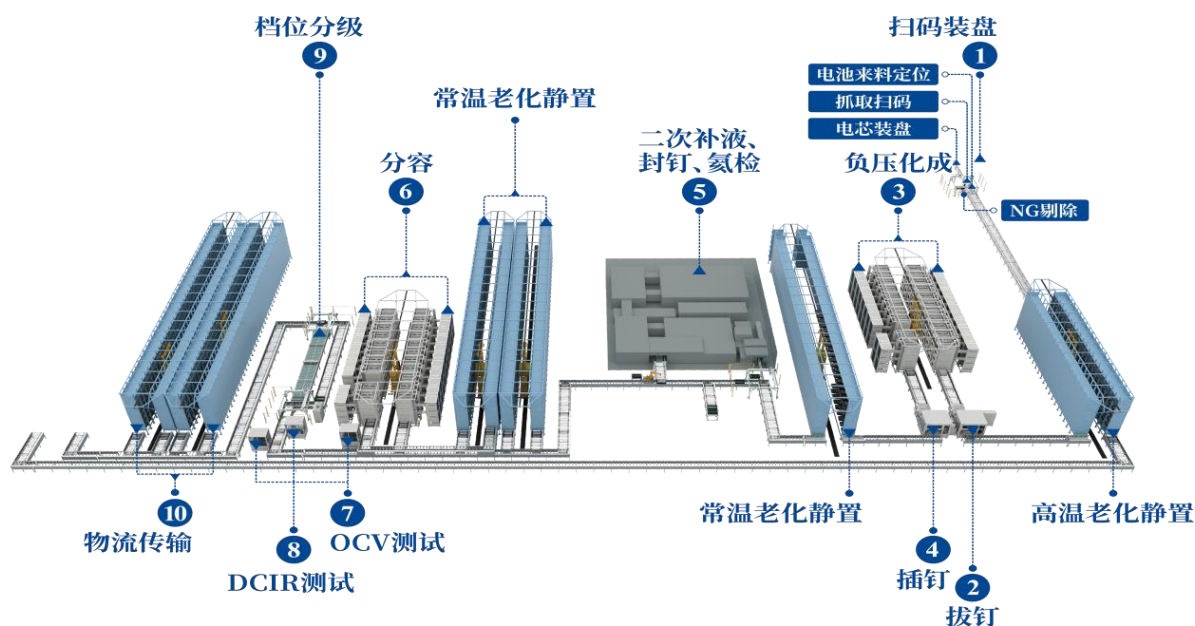 档位分级
9
扫码装盘
1
电池来料定位
抓取扫码
电芯装盘
NG剔除
常温老化静置
分容
6
二次补液、
封钉、氦检
5
负压化成
3
10
物流传输
7
OCV测试
8
DCIR测试
常温老化静置
4
插钉
2
拔钉
高温老化静置